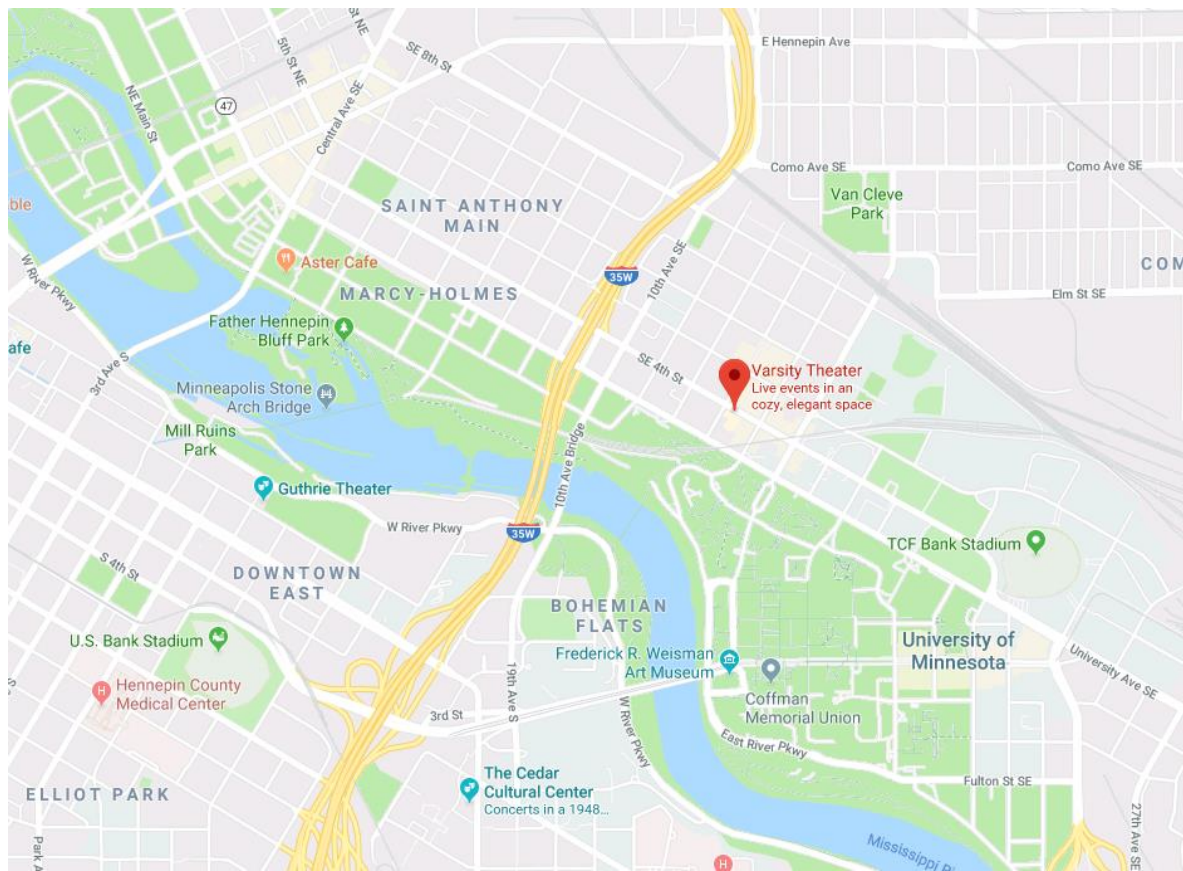 E Hennepin Ave
5th St NE
St NE
SE 8th St
NE Main St
47
Central Ave SE
Como Ave SE
Como Ave SE
Van Cleve
Park
SAINT ANTHONY
MAIN
ble
Aster Cafe
10th Ave SE
35W
COM
W River Pkwy
MARCY-HOLMES
Elm St SE
Father Hennepin
Bluff Park
afe
3rd Ave S
SE 4th St
Varsity Theater
Live events in an
cozy, elegant space
Minneapolis Stone
Arch Bridge
Mill Ruins
Park
10th Ave Bridge
Guthrie Theater
W River Pkwy
35W
TCF Bank Stadium
S 4th St
DOWNTOWN
EAST
BOHEMIAN
FLATS
U.S. Bank Stadium
University of
Minnesota
Frederick R. Weisman
Art Museum
University Ave SE
Hennepin County
Medical Center
19th Ave S
Coffman
Memorial Union
3rd St
W River Pkwy
East River Pkwy
The Cedar
Cultural Center
Concerts in a 1948...
Fulton St SE
ELLIOT PARK
27th Ave SE
Park A
Mississippi